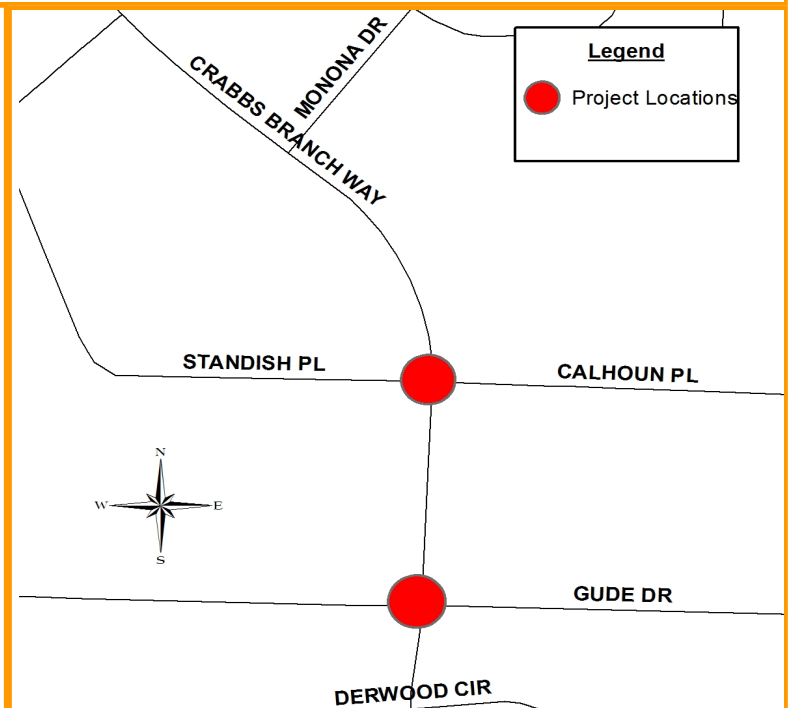 MONONA DR
CRABBS BRANCH WAY
Legend
Project Locations
STANDISH PL
CALHOUN PL
N
W
E
S
GUDE DR
DERWOOD CIR